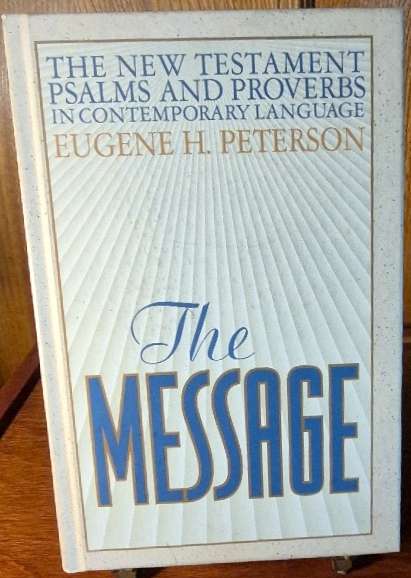 THE NEW TESTAMENT
PSALMS AND PROVERBS
IN CONTEMPORARY LANGUAGE
EUGENE H. PETERSON
The
MESSAGE